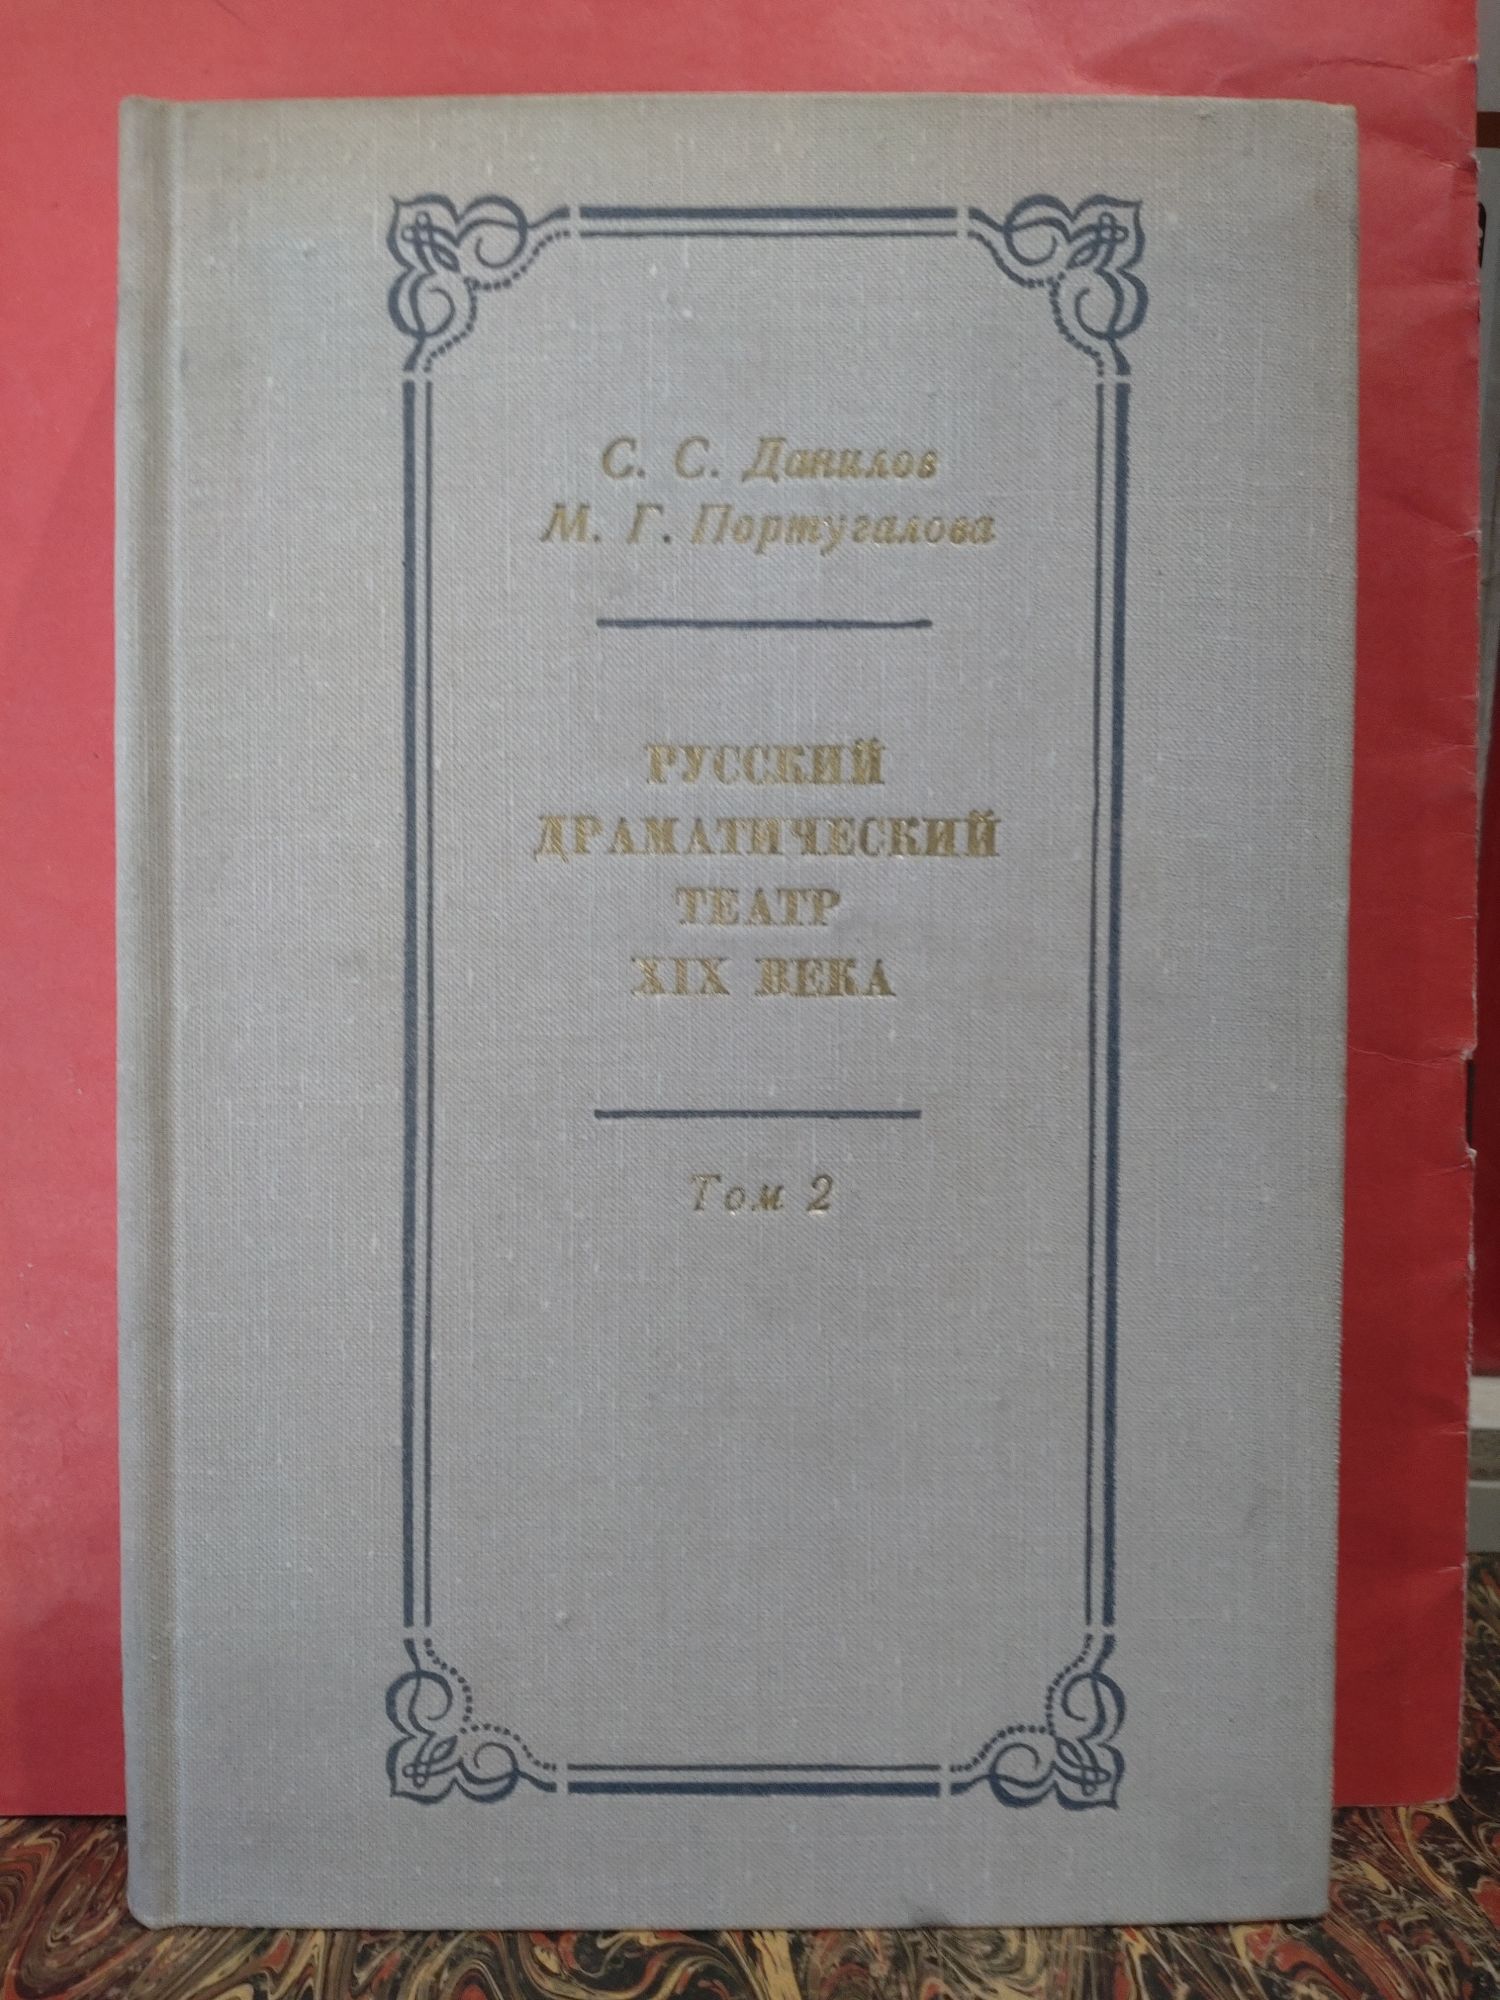 С. С. Данилов
М. Г. Португалова
РУССКИЙ
ДРАМАТИЧЕСКИЙ
ТЕАТР
XIX ВЕКА
Том 2